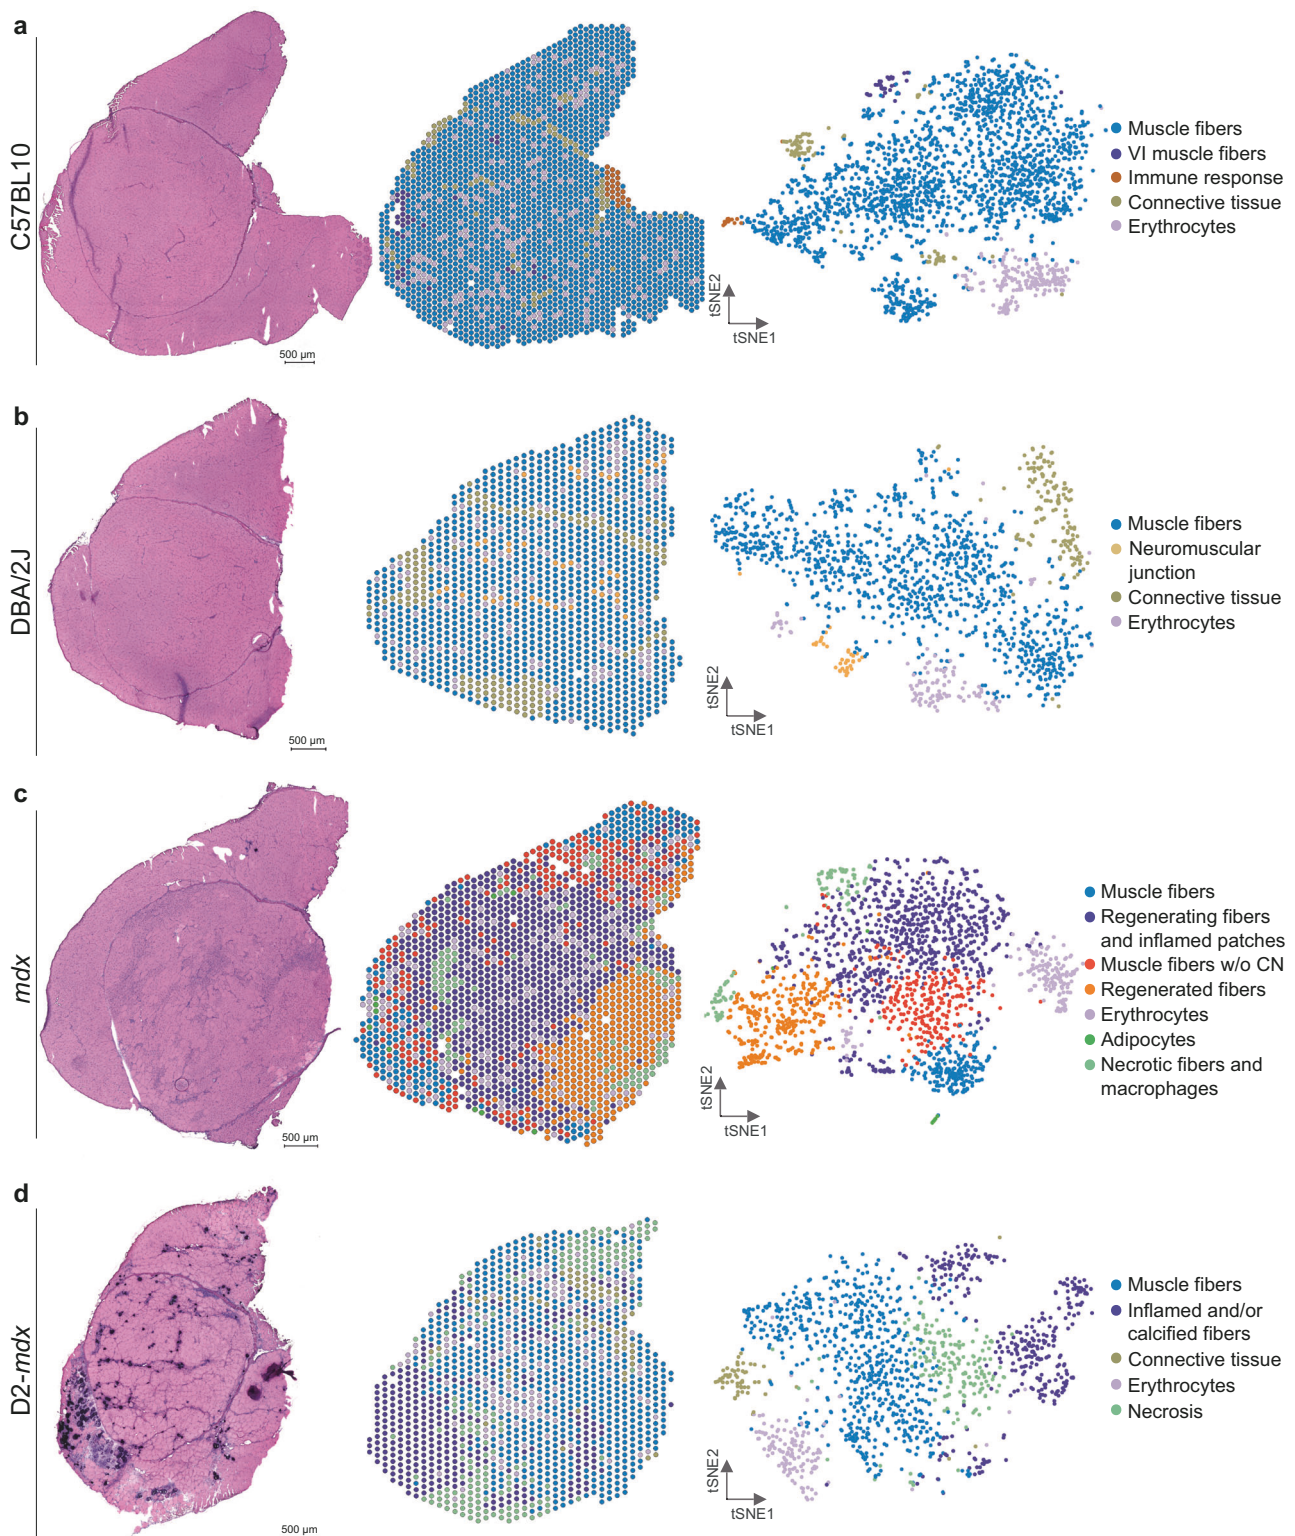 a
C57BL10
500 µm
tSNE2
tSNE1
Muscle fibers
VI muscle fibers
Immune response
Connective tissue
Erythrocytes
b
DBA/2J
500 µm
tSNE2
tSNE1
Muscle fibers
Neuromuscular
junction
Connective tissue
Erythrocytes
c
mdx
500 µm
tSNE2
tSNE1
Muscle fibers
Regenerating fibers
and inflamed patches
Muscle fibers w/o CN
Regenerated fibers
Erythrocytes
Adipocytes
Necrotic fibers and
macrophages
d
D2-mdx
500 µm
tSNE2
tSNE1
Muscle fibers
Inflamed and/or
calcified fibers
Connective tissue
Erythrocytes
Necrosis